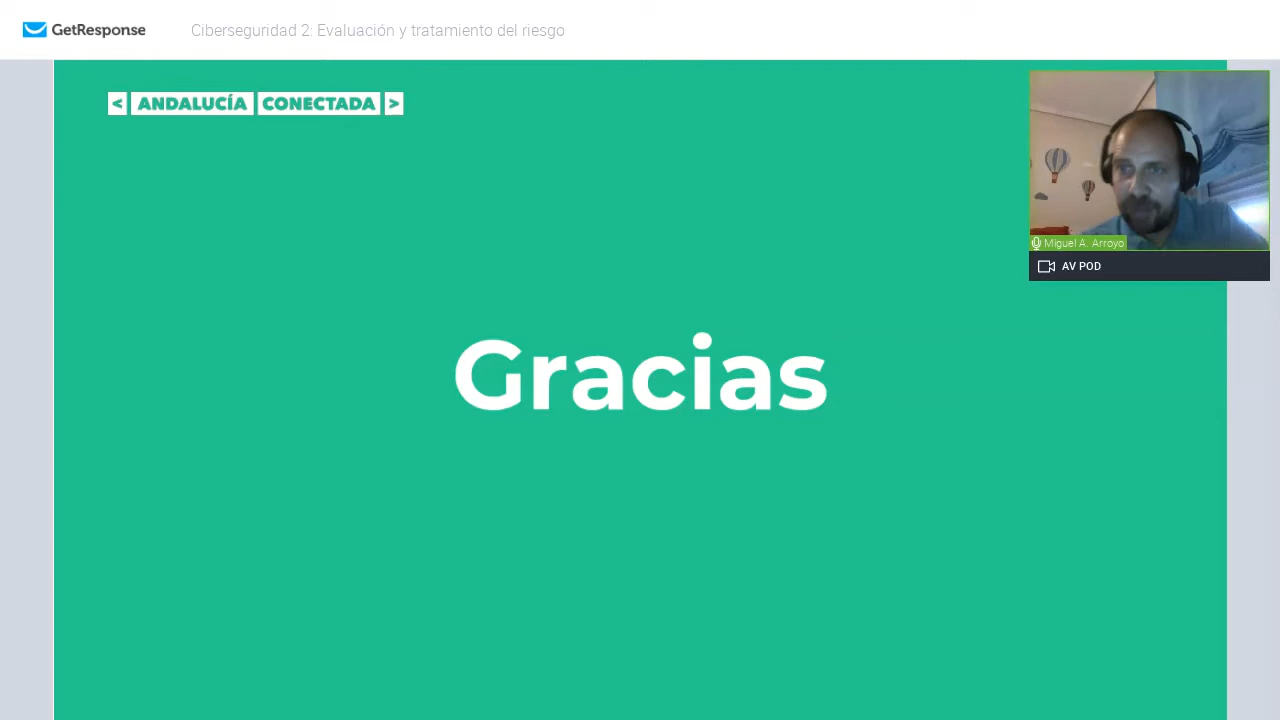 GetResponse
Ciberseguridad 2: Evaluación y tratamiento del riesgo
< ANDALUCÍA CONECTADA >
Miguel A. Arroyo
AV POD
Gracias